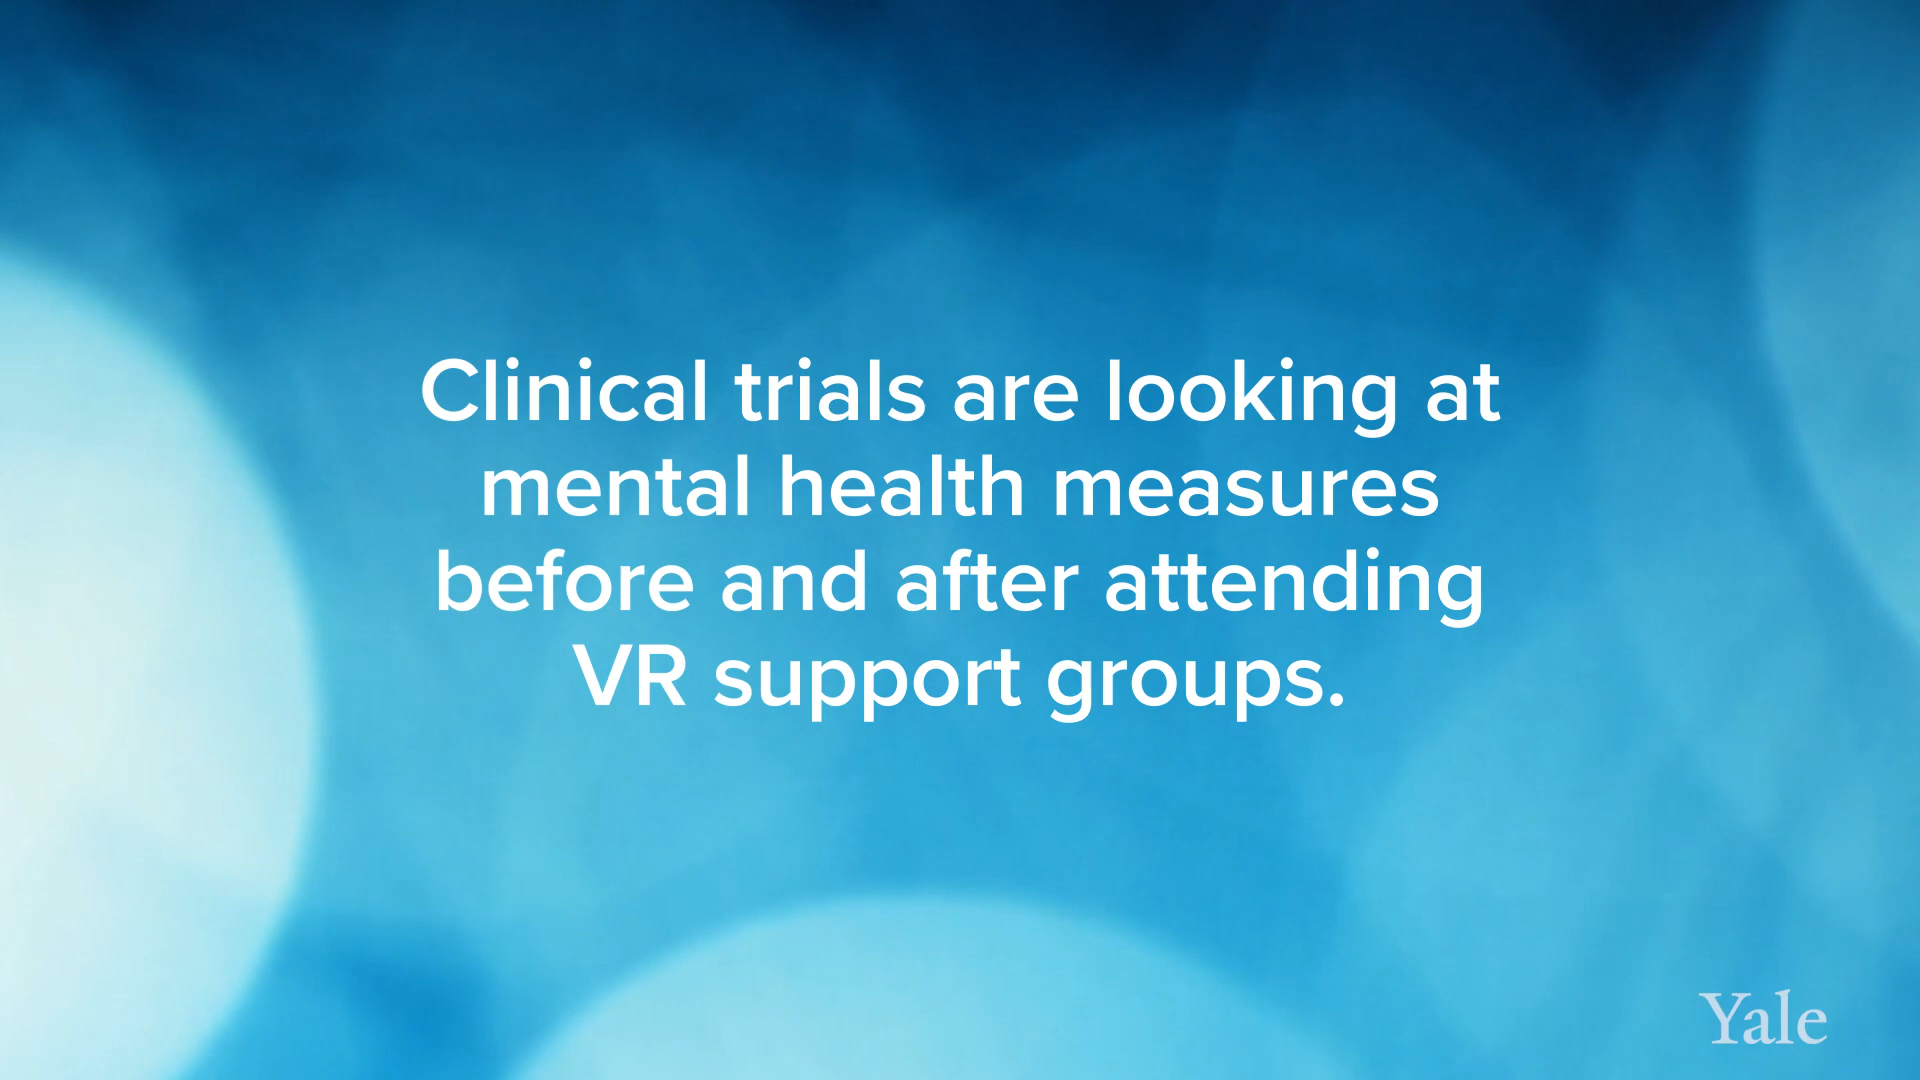 Clinical trials are looking at
mental health measures
before and after attending
VR support groups.
Yale